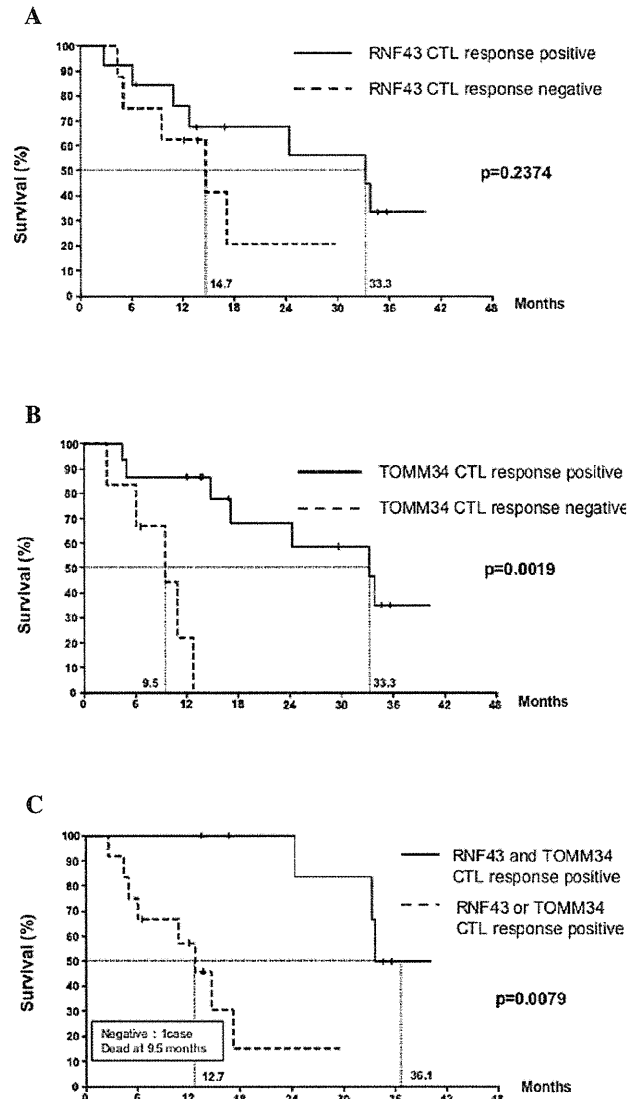 A
RNF43 CTL response positive
RNF43 CTL response negative
p=0.2374
Survival (%)
100
90
80
70
60
50
40
30
20
10
0
14.7
33.3
0 6 12 18 24 30 36 42 48
Months
B
TOMM34 CTL response positive
TOMM34 CTL response negative
p=0.0019
Survival (%)
100
90
80
70
60
50
40
30
20
10
0
9.5
33.3
0 6 12 18 24 30 36 42 48
Months
C
RNF43 and TOMM34
CTL response positive
RNF43 or TOMM34
CTL response positive
p=0.0079
Survival (%)
100
90
80
70
60
50
40
30
20
10
0
Negative : 1case
Dead at 9.5 months
12.7
36.1
0 6 12 18 24 30 36 42 48
Months